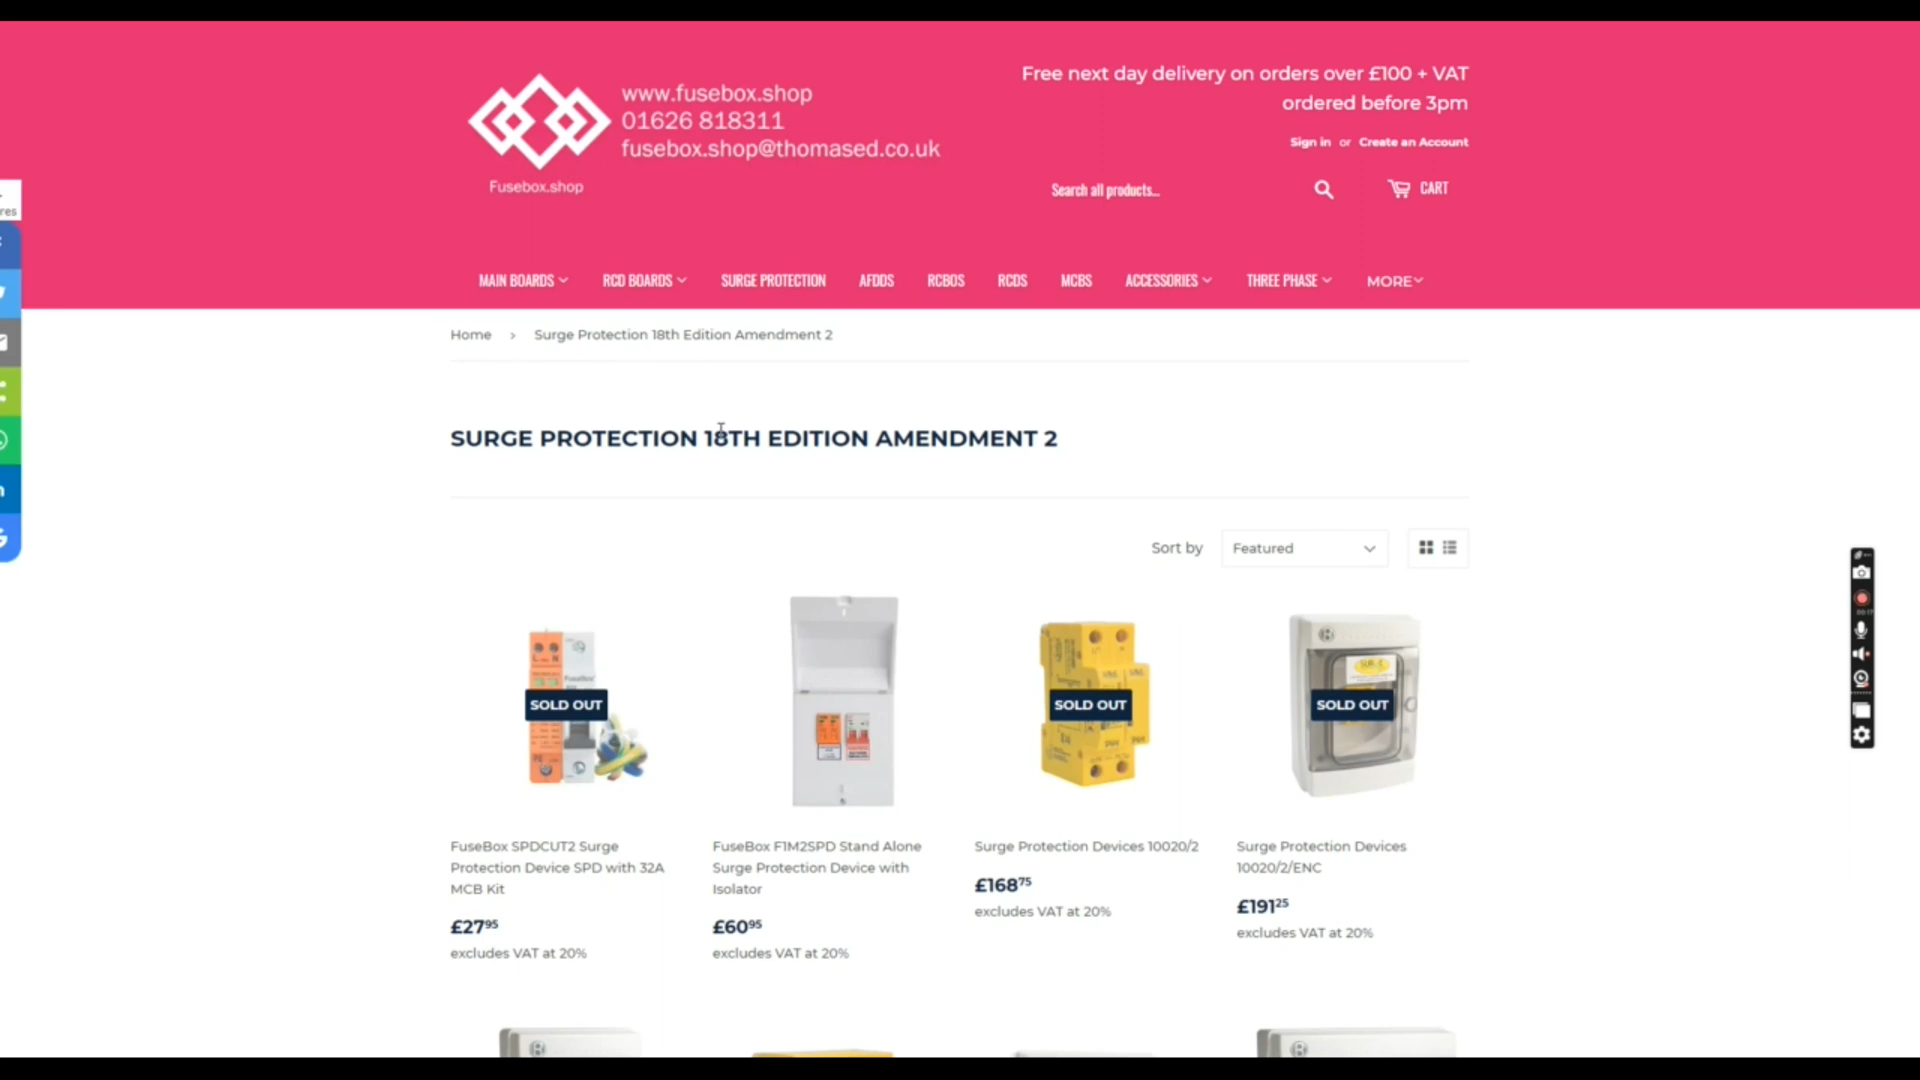 www.fusebox.shop
01626 818311
fusebox.shop@thomased.co.uk
Fusebox.shop
Free next day delivery on orders over £100 + VAT
ordered before 3pm
Sign in or Create an Account
Search all products...
CART
MAIN BOARDS
RCD BOARDS
SURGE PROTECTION
AFDDS
RCBOS
RCDS
MCBS
ACCESSORIES
THREE PHASE
MORE
res
Home › Surge Protection 18th Edition Amendment 2
SURGE PROTECTION 18TH EDITION AMENDMENT 2
Sort by
Featured
L N
FuseBox
PE
SOLD OUT
SOLD OUT
SOLD OUT
FuseBox SPDCUT2 Surge
Protection Device SPD with 32A
MCB Kit
£27 95
excludes VAT at 20%
FuseBox F1M2SPD Stand Alone
Surge Protection Device with
Isolator
£60 95
excludes VAT at 20%
Surge Protection Devices 10020/2
£168 75
excludes VAT at 20%
Surge Protection Devices
10020/2/ENC
£191 25
excludes VAT at 20%